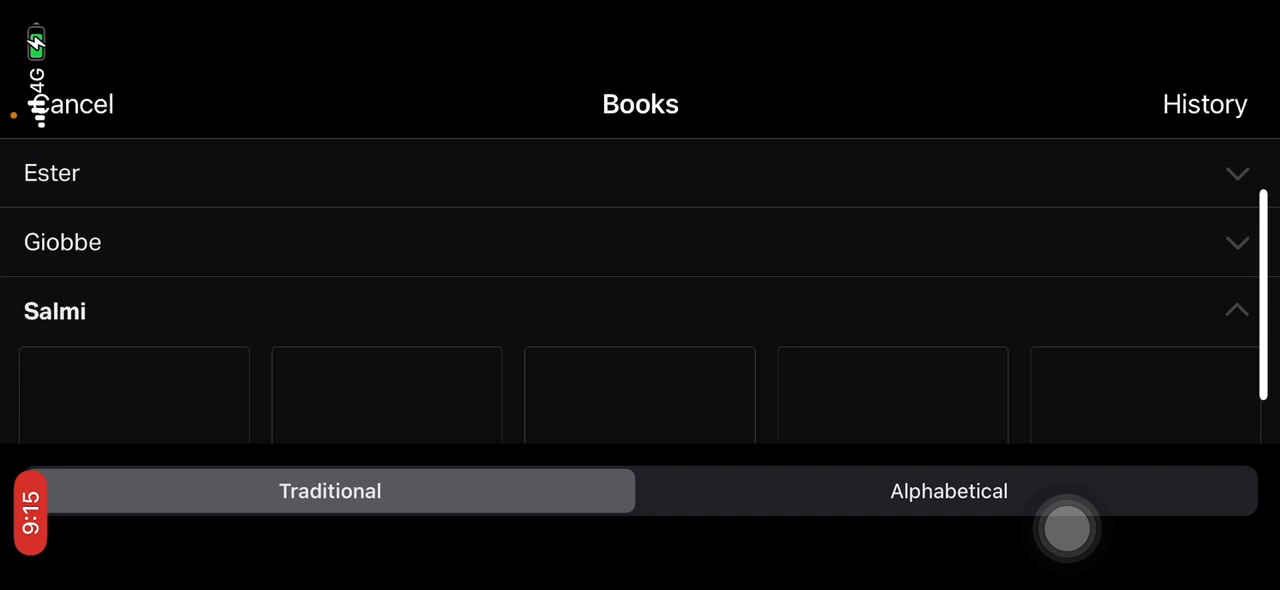 4G
Cancel
Books
History
Ester
Giobbe
Salmi
Traditional
Alphabetical
9:15